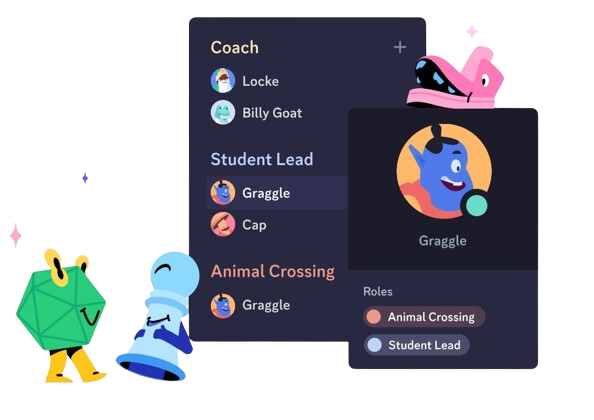 Coach
Locke
Billy Goat
Student Lead
Graggle
Cap
Animal Crossing
Graggle
Graggle
Roles
Animal Crossing
Student Lead